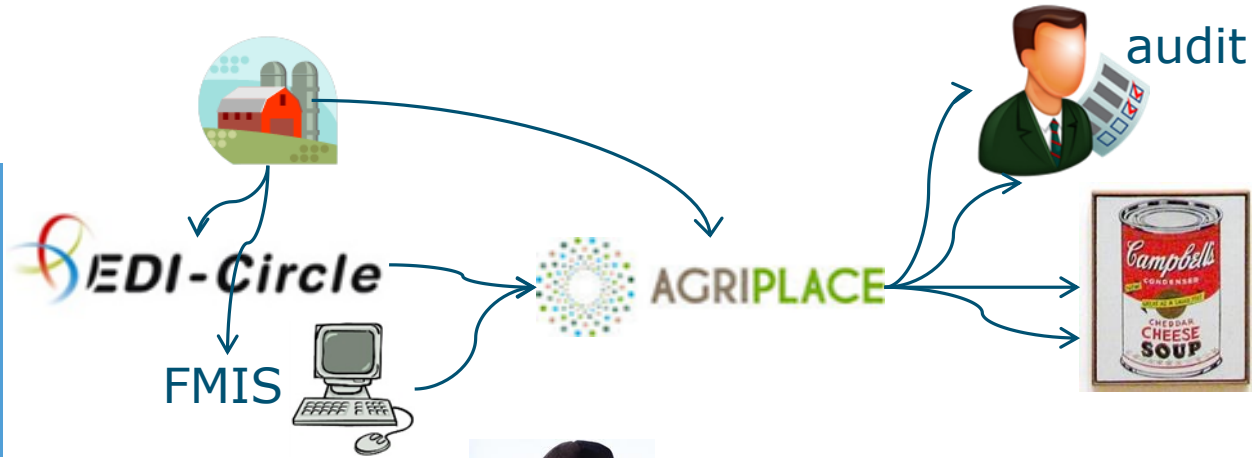 audit
EDI-Circle
AGRIPLACE
FMIS
Campbell's
CONDENSED
CHEDDAR
CHEESE
SOUP